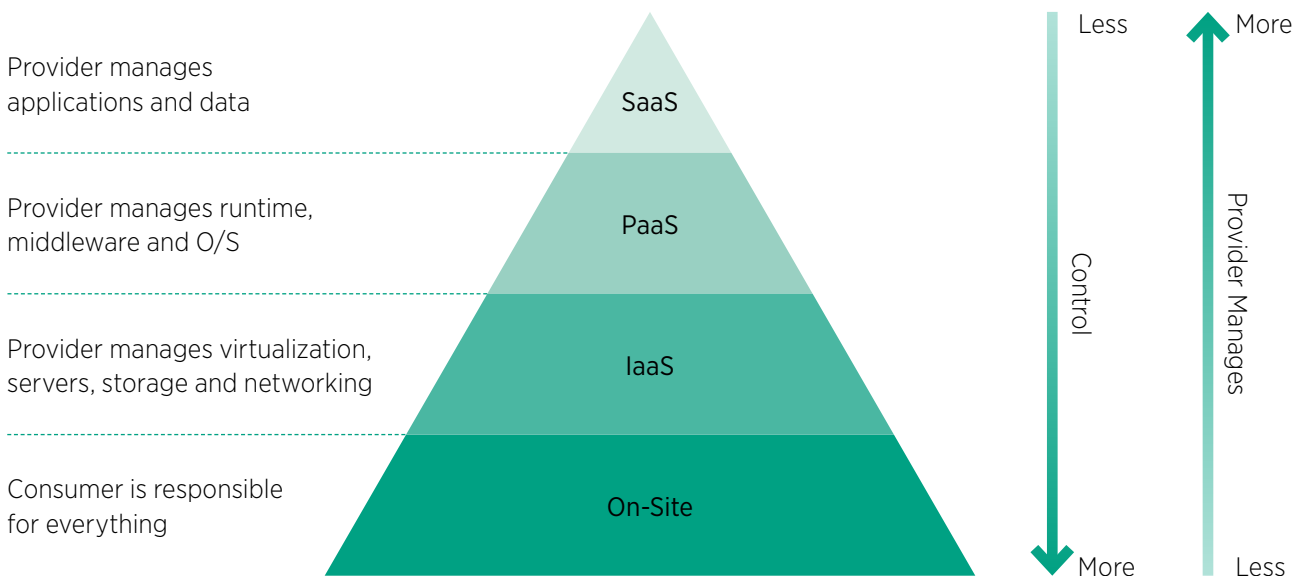 Less
More
Provider manages
applications and data
SaaS
Provider manages runtime,
middleware and O/S
PaaS
Control
Provider Manages
Provider manages virtualization,
servers, storage and networking
IaaS
Consumer is responsible
for everything
On-Site
More
Less